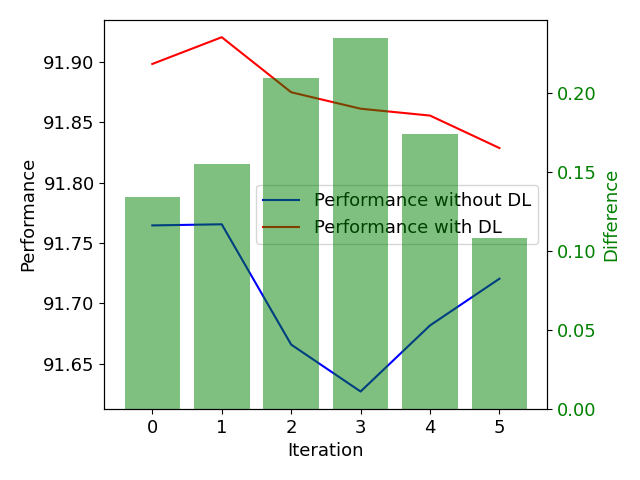 91.90
91.85
91.80
91.75
91.70
91.65
Performance
0.20
0.15
0.10
0.05
0.00
Difference
Performance without DL
Performance with DL
0 1 2 3 4 5
Iteration